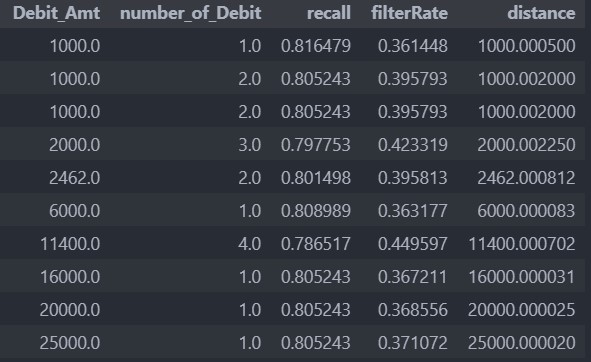 Debit_Amt number_of_Debit recall filterRate distance
1000.0 1.0 0.816479 0.361448 1000.000500
1000.0 2.0 0.805243 0.395793 1000.002000
1000.0 2.0 0.805243 0.395793 1000.002000
2000.0 3.0 0.797753 0.423319 2000.002250
2462.0 2.0 0.801498 0.395813 2462.000812
6000.0 1.0 0.808989 0.363177 6000.000083
11400.0 4.0 0.786517 0.449597 11400.000702
16000.0 1.0 0.805243 0.367211 16000.000031
20000.0 1.0 0.805243 0.368556 20000.000025
25000.0 1.0 0.805243 0.371072 25000.000020